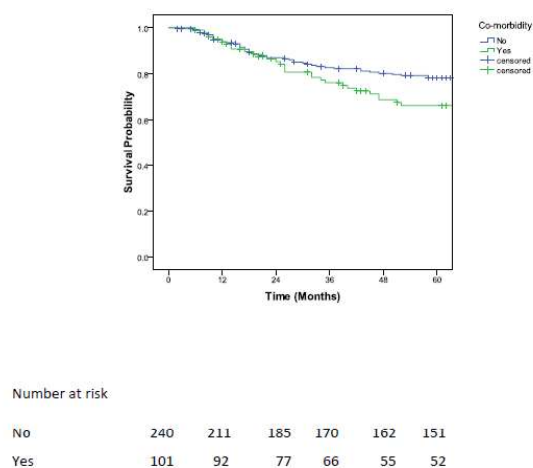 Co-morbidity
No
Yes
censored
censored
1.0
0.8
0.6
0.4
0.2
0.0
Survival Probability
0 12 24 36 48 60
Time (Months)
Number at risk
No 240 211 185 170 162 151
Yes 101 92 77 66 55 52